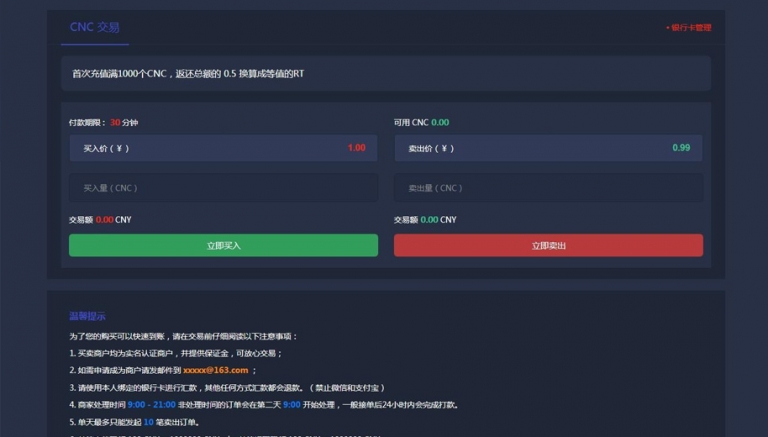 CNC 交易
• 银行卡管理
首次充值满1000个CNC，返还总额的 0.5 换算成等值的RT
付款期限： 30 分钟
可用 CNC 0.00
买入价（¥）
1.00
卖出价（¥）
0.99
买入量（CNC）
卖出量（CNC）
交易额 0.00 CNY
交易额 0.00 CNY
立即买入
立即卖出
温馨提示
为了您的购买可以快速到账，请在交易前仔细阅读以下注意事项：
1. 买卖商户均为实名认证商户，并提供保证金，可放心交易；
2. 如需申请成为商户请发邮件到 xxxxx@163.com ；
3. 请使用本人绑定的银行卡进行汇款，其他任何方式汇款都会退款。（禁止微信和支付宝）
4. 商家处理时间 9:00 - 21:00 非处理时间的订单会在第二天 9:00 开始处理，一般接单后24小时内会完成打款。
5. 单天最多只能发起 10 笔卖出订单。